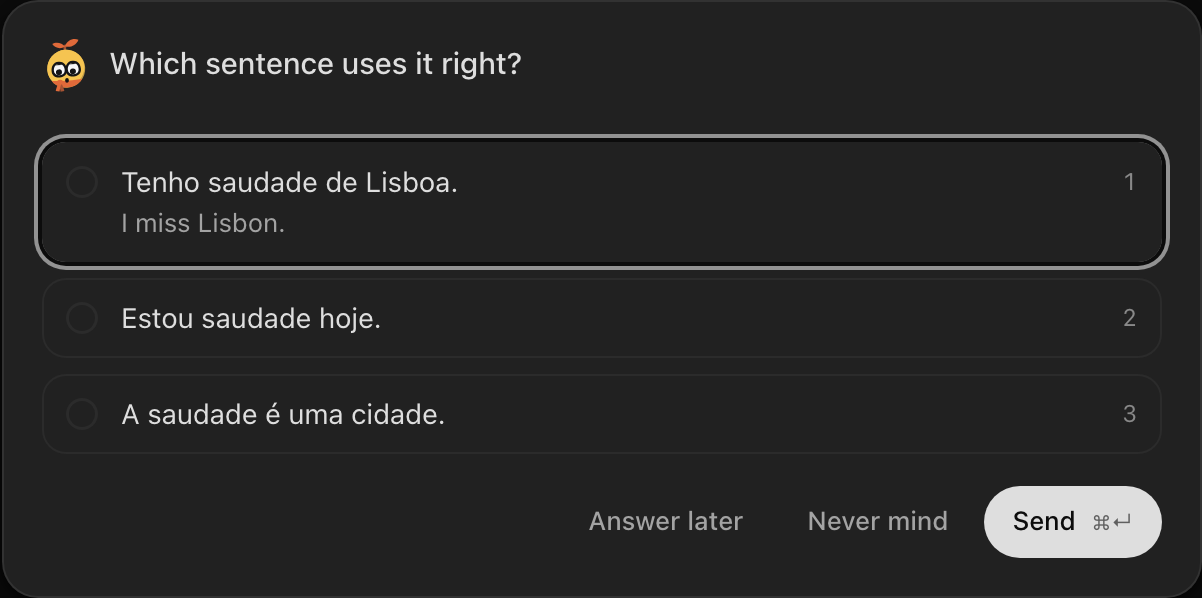 Which sentence uses it right?
Tenho saudade de Lisboa.
1
I miss Lisbon.
Estou saudade hoje.
2
A saudade é uma cidade.
3
Answer later
Never mind
Send ⌘↵